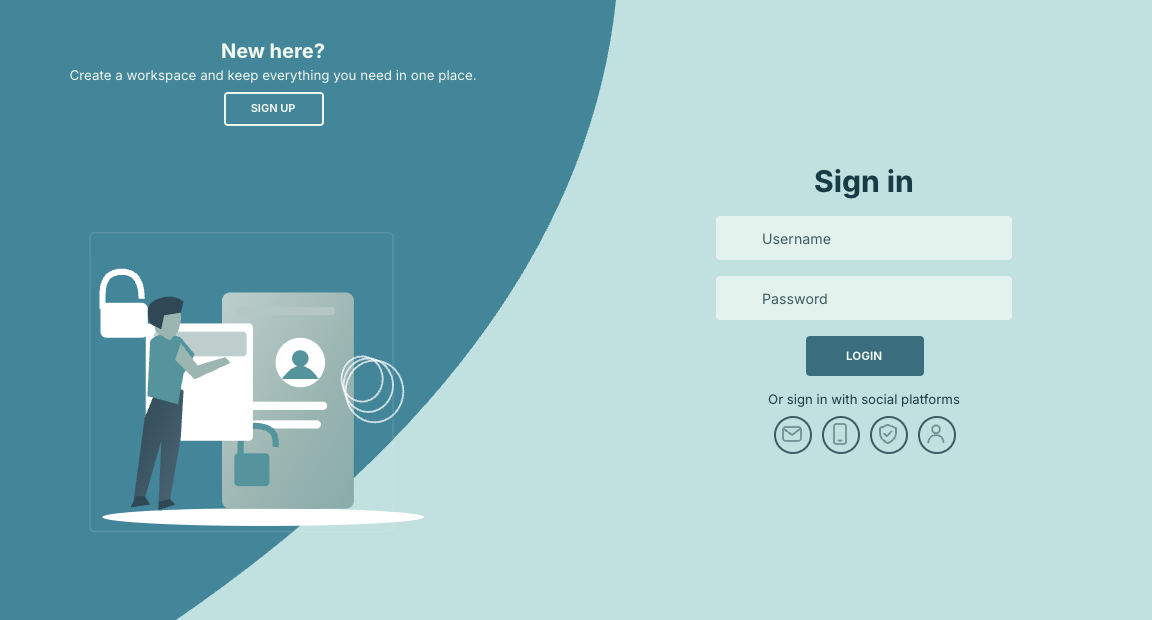 New here?
Create a workspace and keep everything you need in one place.
SIGN UP
Sign in
Username
Password
LOGIN
Or sign in with social platforms